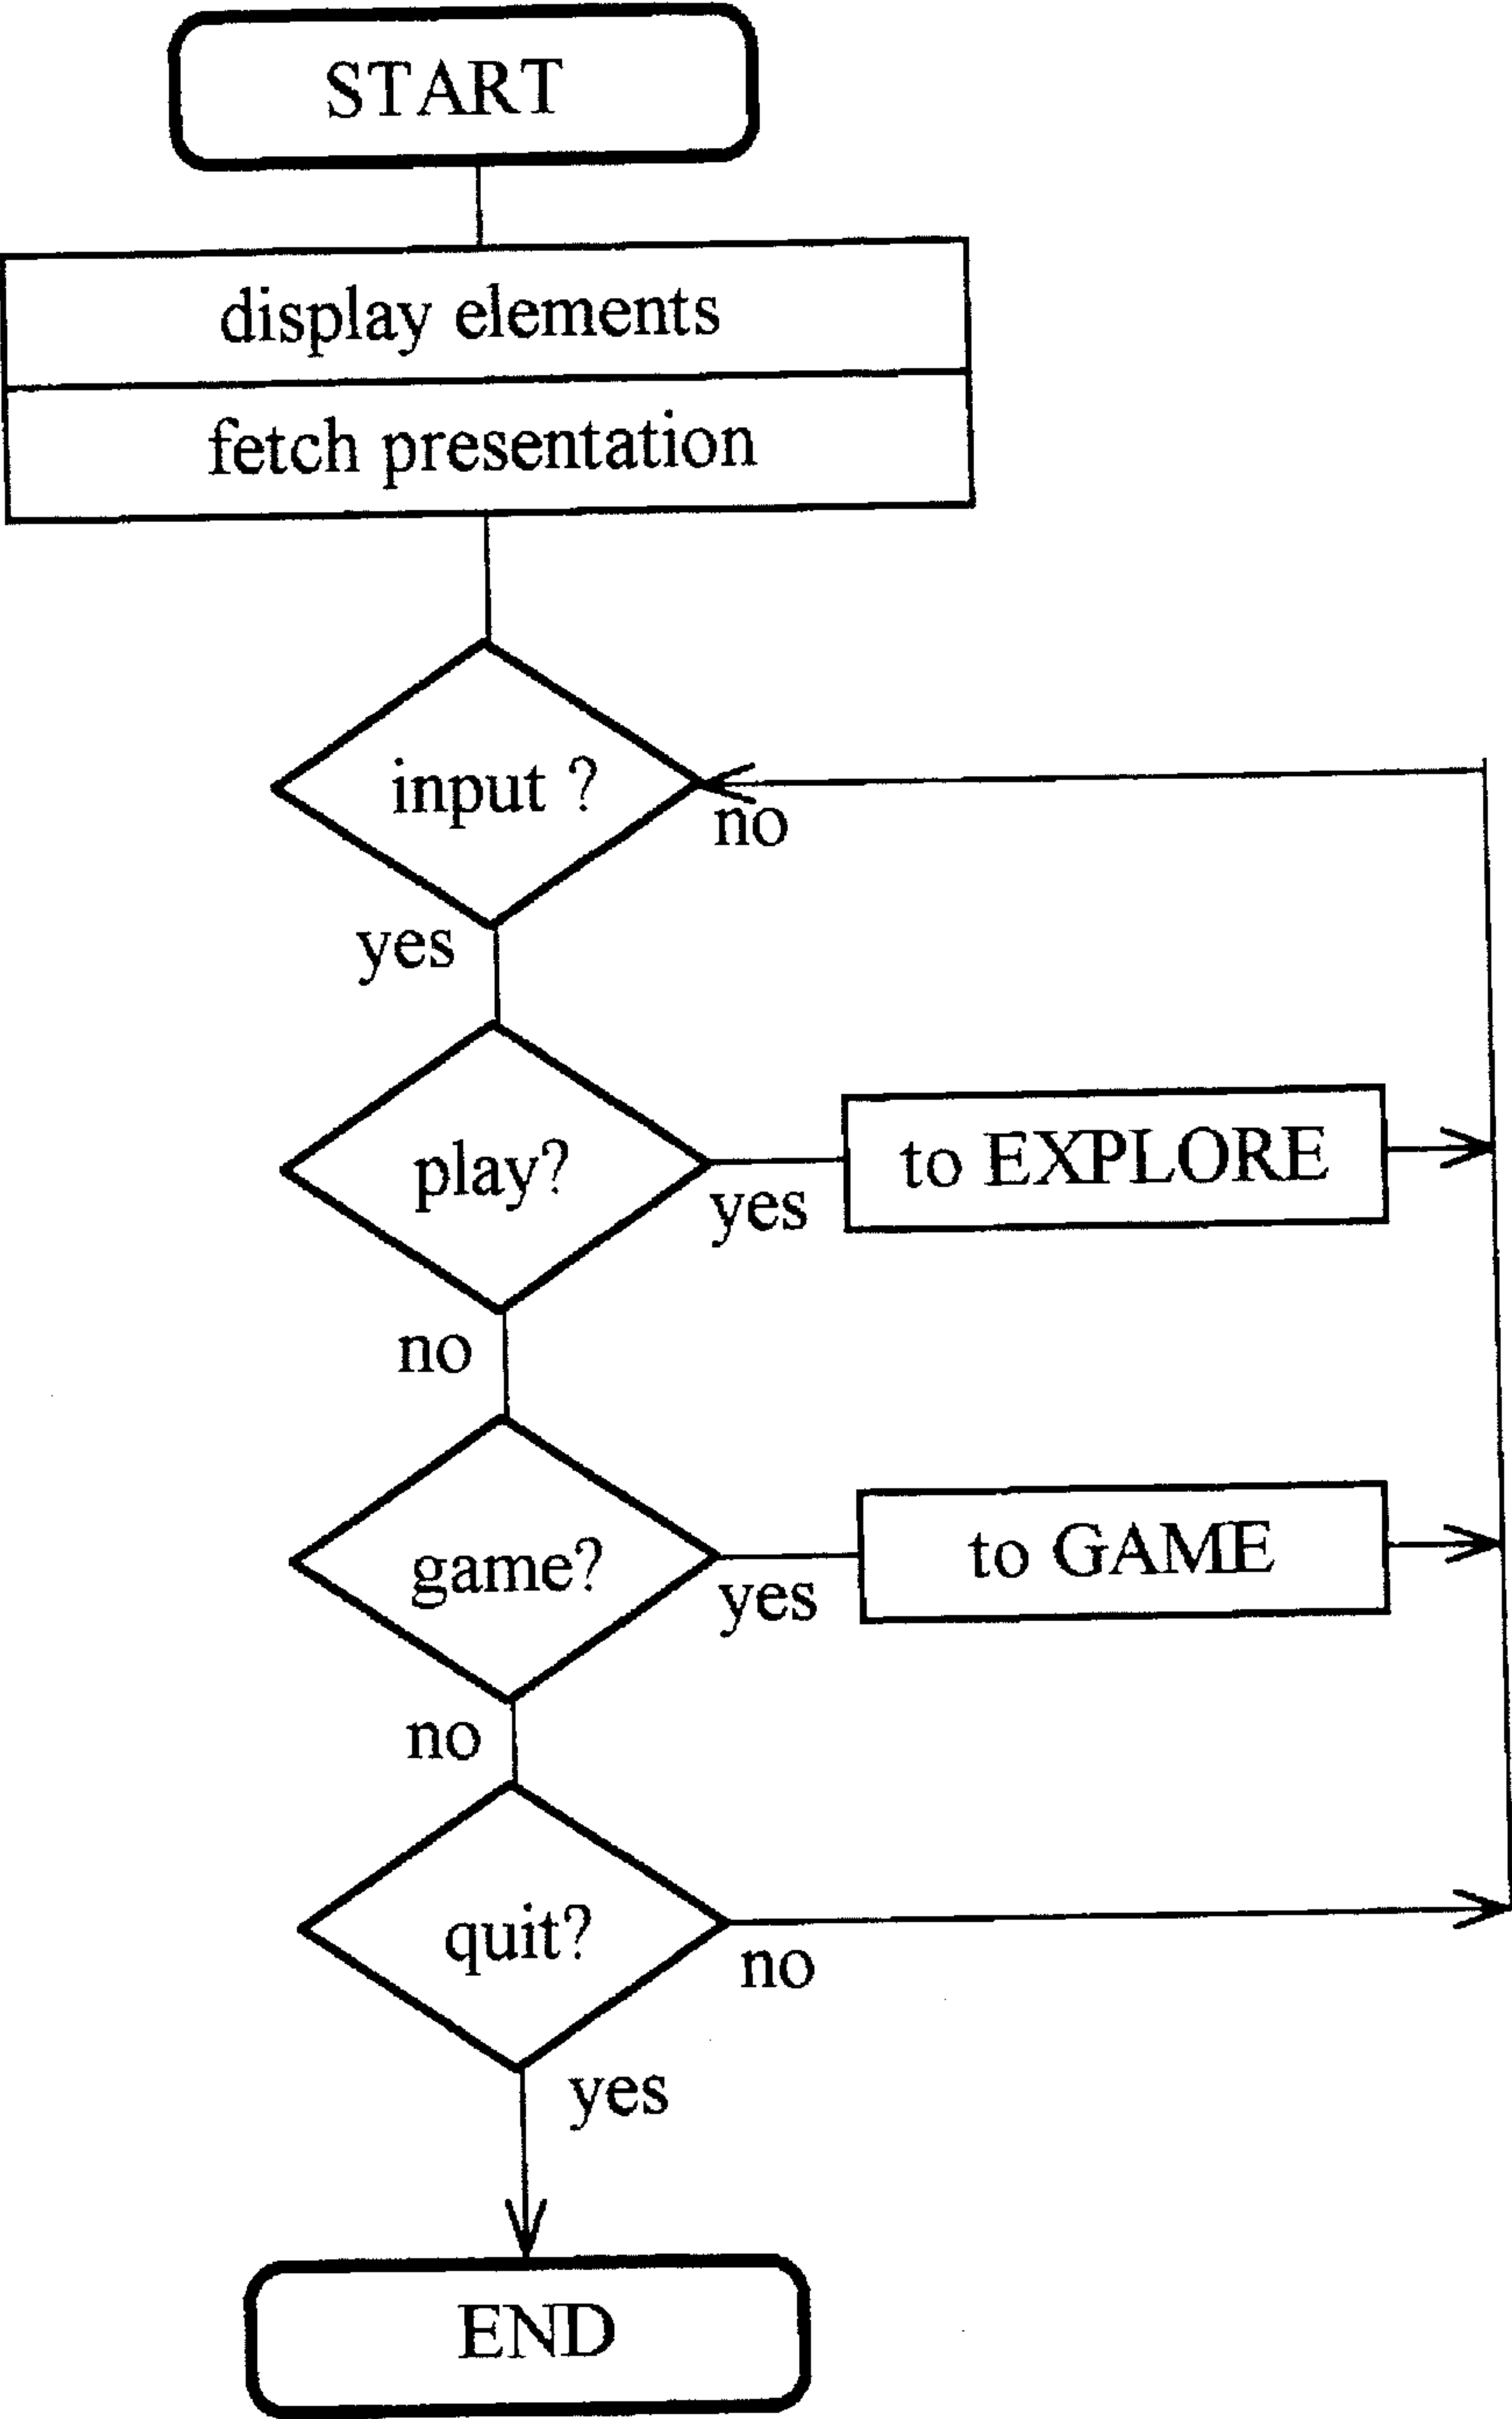 START
display elements
fetch presentation
input ?
no
yes
play?
yes
to EXPLORE
no
game?
yes
to GAME
no
quit?
no
yes
END